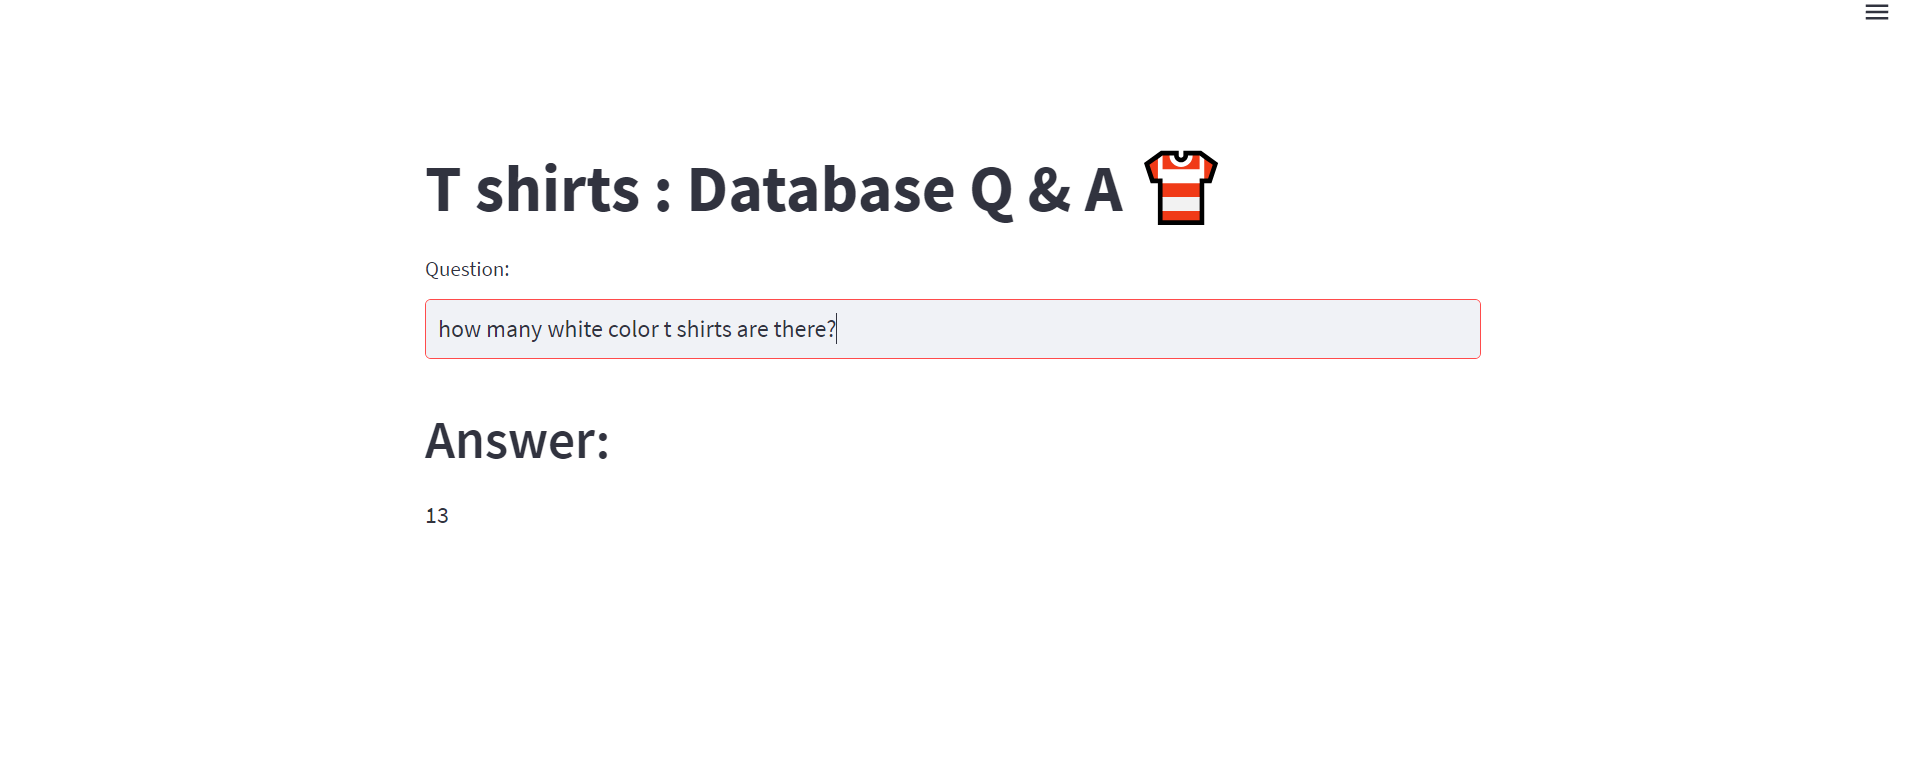 T shirts : Database Q & A
Question:
how many white color t shirts are there?
Answer:
13